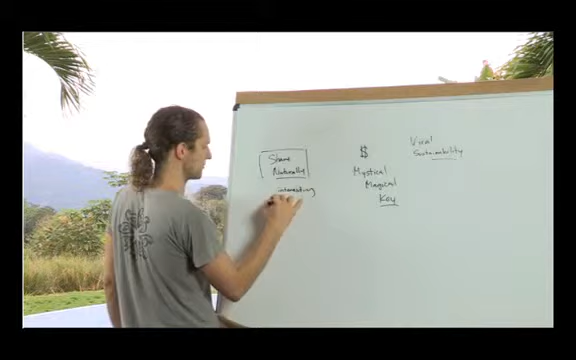 Share
Naturally
interesting
$
Mystical
Magical
Key
Viral
Sustainability